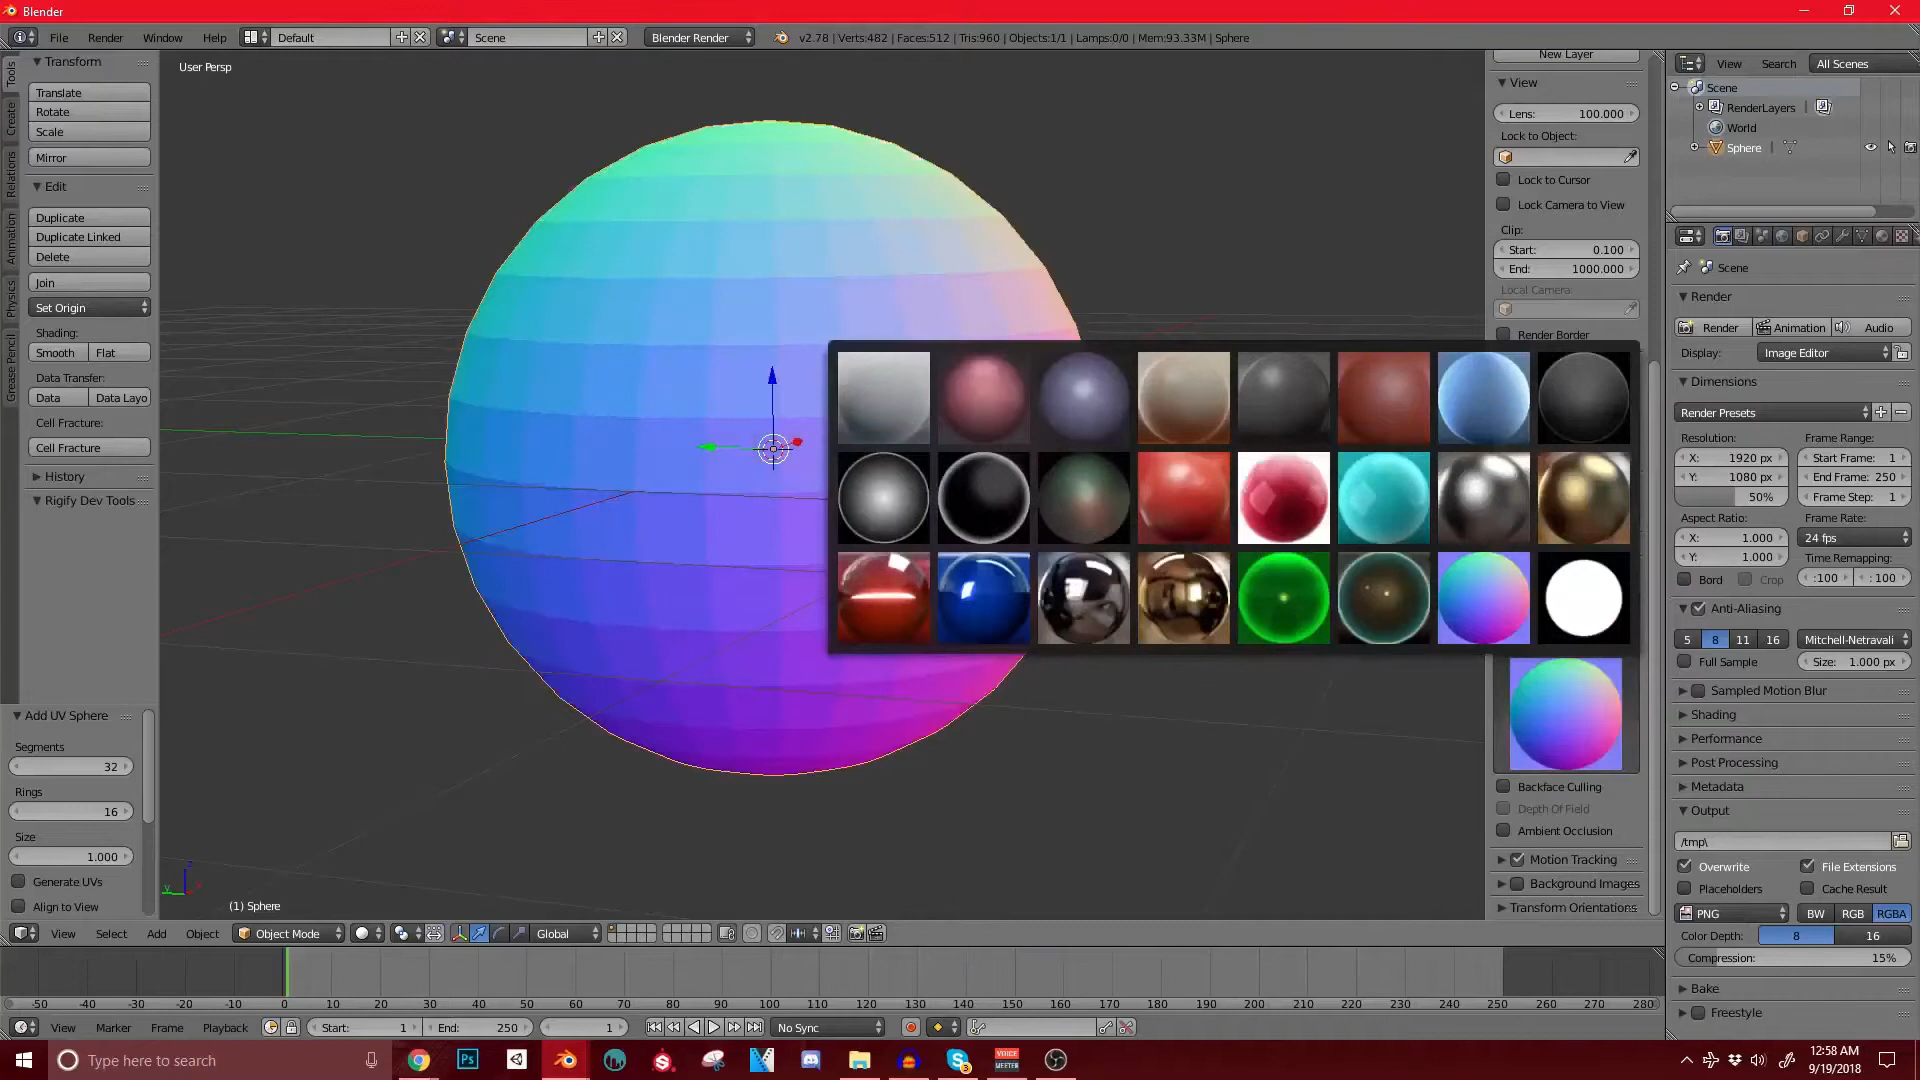 Blender
File Render Window Help Default Scene Blender Render v2.78 | Verts:482 | Faces:512 | Tris:960 | Objects:1/1 | Lamps:0/0 | Mem:93.33M | Sphere
Tools
Create
Relations
Animation
Physics
Grease Pencil
Transform
Translate
Rotate
Scale
Mirror
Edit
Duplicate
Duplicate Linked
Delete
Join
Set Origin
Shading:
Smooth Flat
Data Transfer:
Data Data Layo
Cell Fracture:
Cell Fracture
History
Rigify Dev Tools
Add UV Sphere
Segments
32
Rings
16
Size
1.000
Generate UVs
Align to View
User Persp
(1) Sphere
New Layer
View
Lens: 100.000
Lock to Object:
Lock to Cursor
Lock Camera to View
Clip:
Start: 0.100
End: 1000.000
Local Camera:
Render Border
Backface Culling
Depth Of Field
Ambient Occlusion
Motion Tracking
Background Images
Transform Orientations
View Search All Scenes
Scene
RenderLayers
World
Sphere
Scene
Render
Render Animation Audio
Display: Image Editor
Dimensions
Render Presets
Resolution: Frame Range:
X: 1920 px Start Frame: 1
Y: 1080 px End Frame: 250
50% Frame Step: 1
Aspect Ratio: Frame Rate:
X: 1.000 24 fps
Y: 1.000 Time Remapping:
Bord Crop :100 : 100
Anti-Aliasing
5 8 11 16 Mitchell-Netravali
Full Sample Size: 1.000 px
Sampled Motion Blur
Shading
Performance
Post Processing
Metadata
Output
/tmp\
Overwrite File Extensions
Placeholders Cache Result
PNG BW RGB RGBA
Color Depth: 8 16
Compression: 15%
Bake
Freestyle
View Select Add Object Object Mode Global
-50 -40 -30 -20 -10 0 10 20 30 40 50 60 70 80 90 100 110 120 130 140 150 160 170 180 190 200 210 220 230 240 250 260 270 280
View Marker Frame Playback Start: 1 End: 250 1 No Sync
Type here to search
Ps
VOICE
MEETER
12:58 AM
9/19/2018